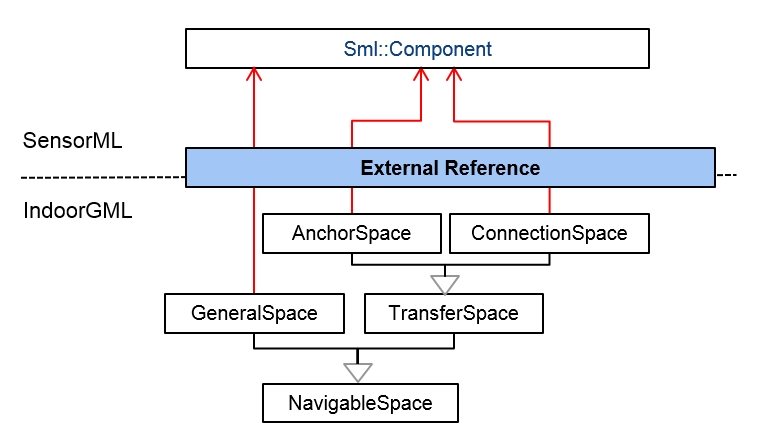 Sml::Component
SensorML
External Reference
IndoorGML
AnchorSpace
ConnectionSpace
GeneralSpace
TransferSpace
NavigableSpace